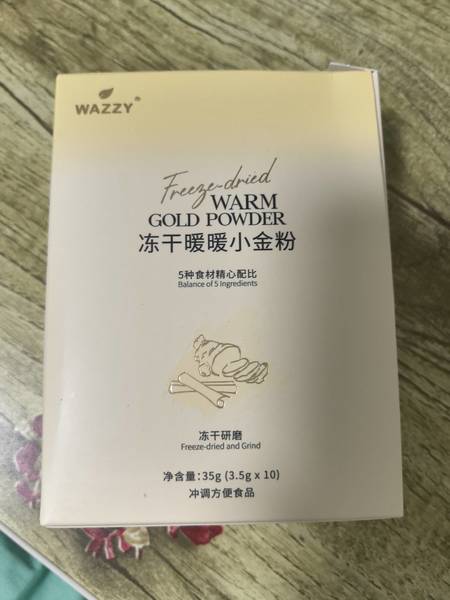 WAZZY®
Freeze-dried
WARM
GOLD POWDER
冻干暖暖小金粉
5种食材精心配比
Balance of 5 Ingredients
冻干研磨
Freeze-dried and Grind
净含量:35g (3.5g x 10)
冲调方便食品